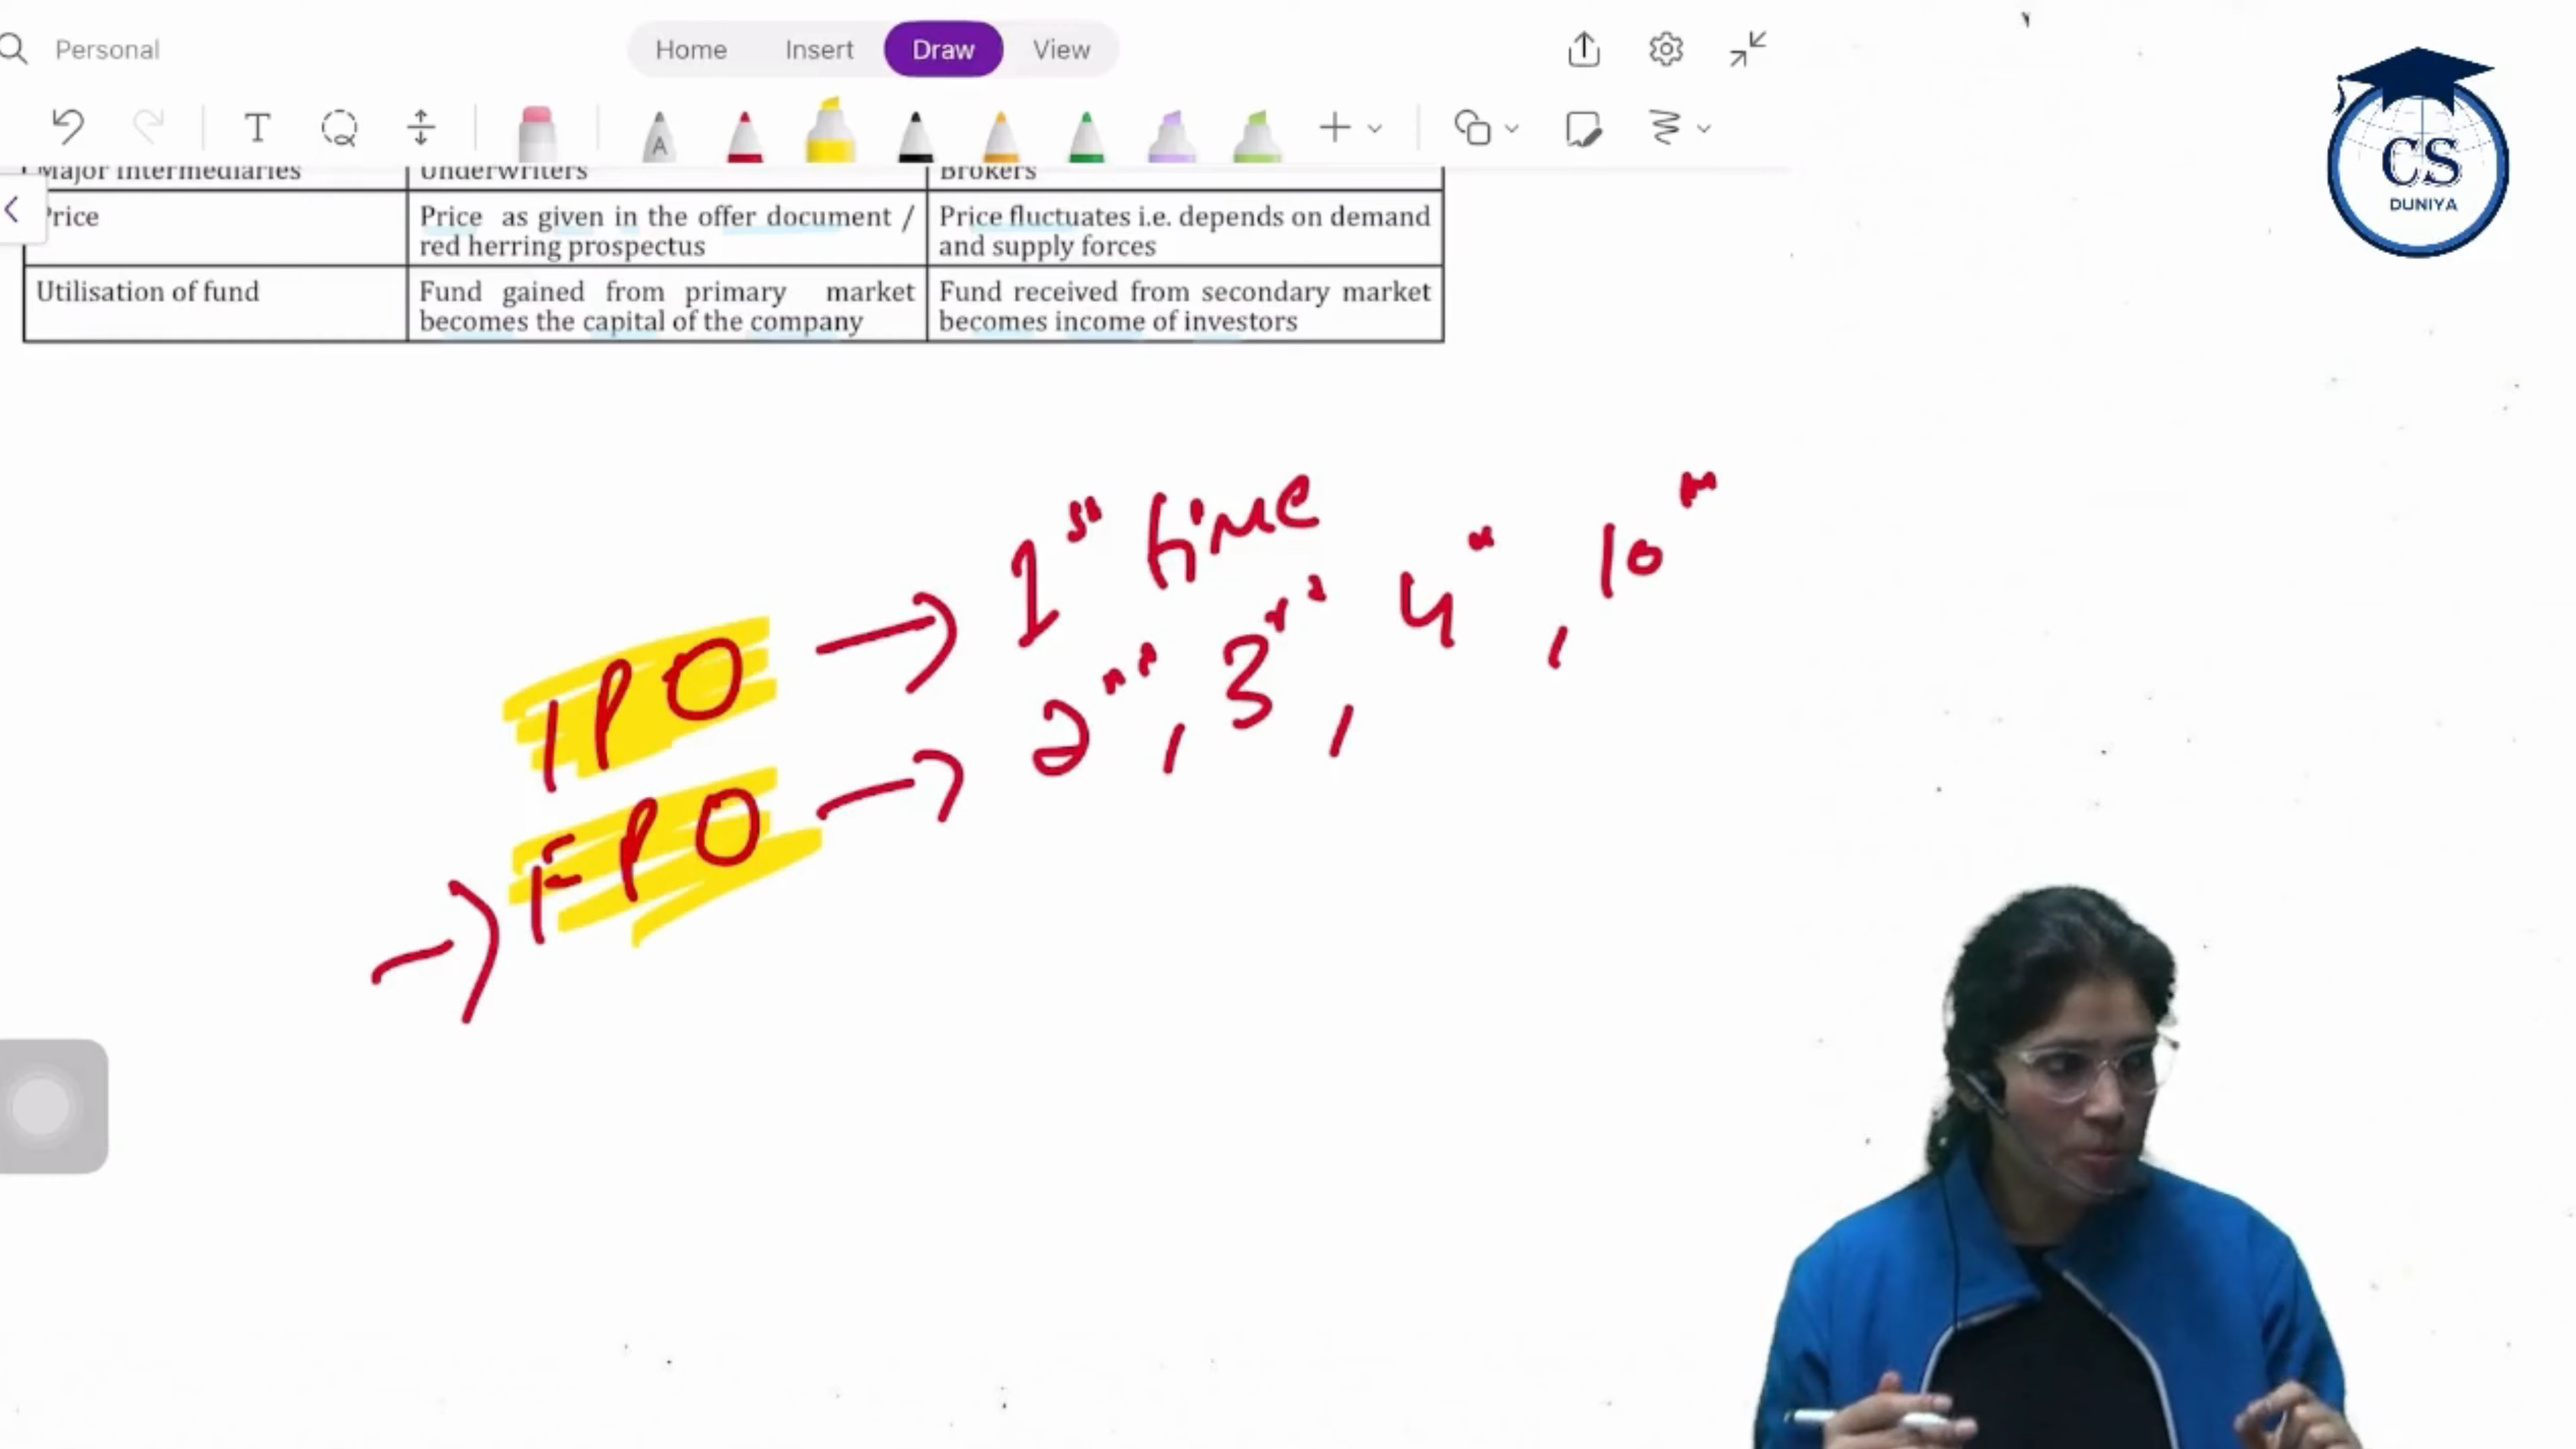 Personal
Home Insert Draw View
CS
DUNIYA
T
A
Major Intermediaries Underwriters Brokers
Price Price as given in the offer document / Price fluctuates i.e. depends on demand
red herring prospectus and supply forces
Utilisation of fund Fund gained from primary market Fund received from secondary market
becomes the capital of the company becomes income of investors
IPO → 1st time
FPO → 2nd, 3rd, 4th, 10th